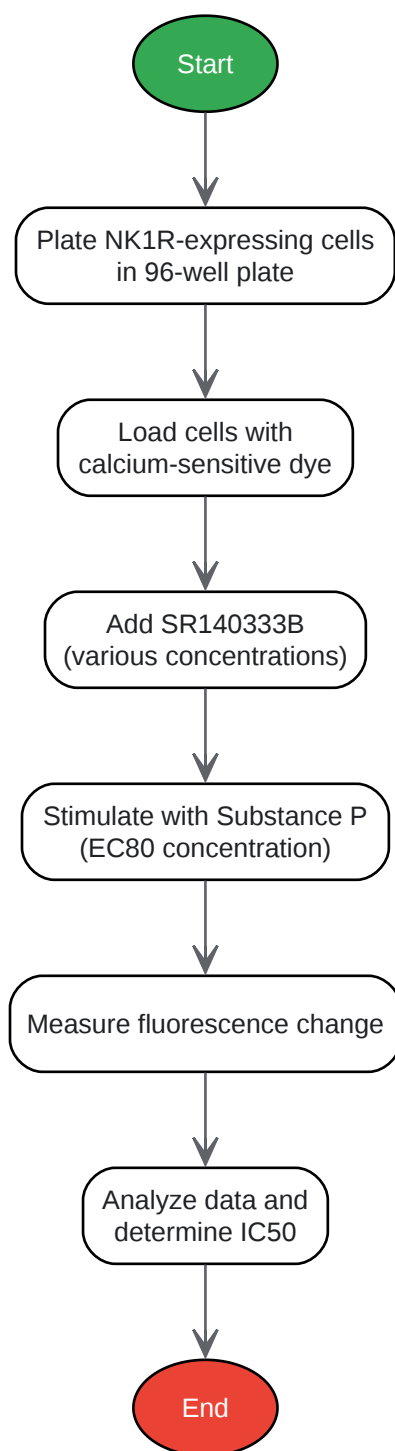 Start
Plate NK1R-expressing cells
in 96-well plate
Load cells with
calcium-sensitive dye
Add SR140333B
(various concentrations)
Stimulate with Substance P
(EC80 concentration)
Measure fluorescence change
Analyze data and
determine IC50
End